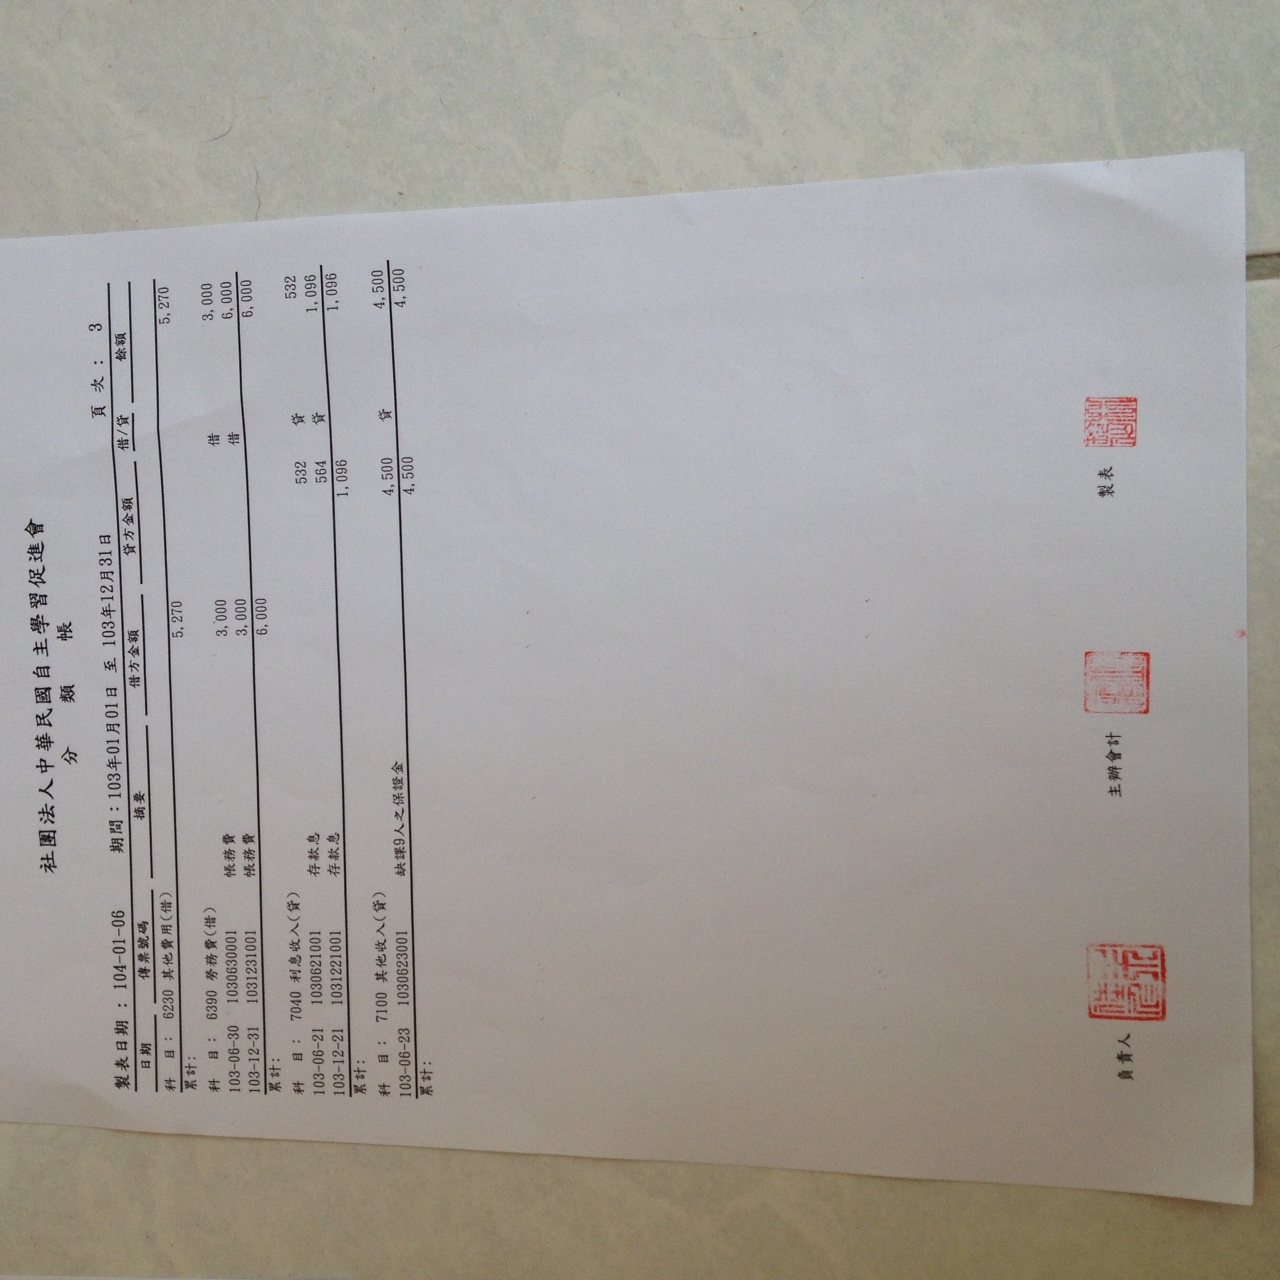 社團法人中華民國自主學習促進會
分 類 帳
製表日期 : 104-01-06 期間：103年01月01日 至 103年12月31日 頁 次 : 3
日期 傳票號碼 摘要 借方金額 貸方金額 借/貸 餘額
科 目： 6230 其他費用(借) 5,270
累計: 5,270
科 目： 6390 勞務費(借)
103-06-30 1030630001 帳務費 3,000 借 3,000
103-12-31 1031231001 帳務費 3,000 借 6,000
累計: 6,000 6,000
科 目： 7040 利息收入(貸)
103-06-21 1030621001 存款息 532 貸 532
103-12-21 1031221001 存款息 564 貸 1,096
累計: 1,096 1,096
科 目： 7100 其他收入(貸)
103-06-23 1030623001 缺課9人之保證金 4,500 貸 4,500
累計: 4,500 4,500
負責人 主辦會計 製表